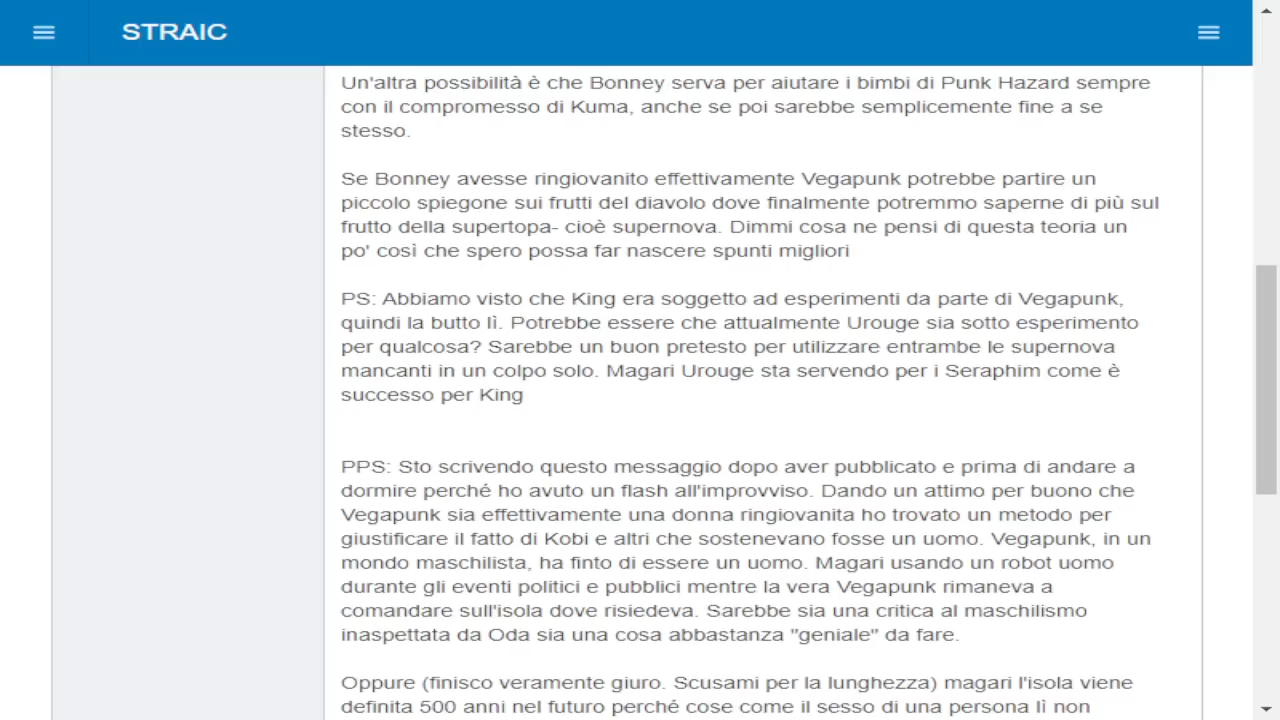 STRAIC
Un'altra possibilità è che Bonney serva per aiutare i bimbi di Punk Hazard sempre
con il compromesso di Kuma, anche se poi sarebbe semplicemente fine a se
stesso.
Se Bonney avesse ringiovanito effettivamente Vegapunk potrebbe partire un
piccolo spiegone sui frutti del diavolo dove finalmente potremmo saperne di più sul
frutto della supertopa- cioè supernova. Dimmi cosa ne pensi di questa teoria un
po' così che spero possa far nascere spunti migliori
PS: Abbiamo visto che King era soggetto ad esperimenti da parte di Vegapunk,
quindi la butto lì. Potrebbe essere che attualmente Urouge sia sotto esperimento
per qualcosa? Sarebbe un buon pretesto per utilizzare entrambe le supernova
mancanti in un colpo solo. Magari Urouge sta servendo per i Seraphim come è
successo per King
PPS: Sto scrivendo questo messaggio dopo aver pubblicato e prima di andare a
dormire perché ho avuto un flash all'improvviso. Dando un attimo per buono che
Vegapunk sia effettivamente una donna ringiovanita ho trovato un metodo per
giustificare il fatto di Kobi e altri che sostenevano fosse un uomo. Vegapunk, in un
mondo maschilista, ha finto di essere un uomo. Magari usando un robot uomo
durante gli eventi politici e pubblici mentre la vera Vegapunk rimaneva a
comandare sull'isola dove risiedeva. Sarebbe sia una critica al maschilismo
inaspettata da Oda sia una cosa abbastanza "geniale" da fare.
Oppure (finisco veramente giuro. Scusami per la lunghezza) magari l'isola viene
definita 500 anni nel futuro perché cose come il sesso di una persona lì non